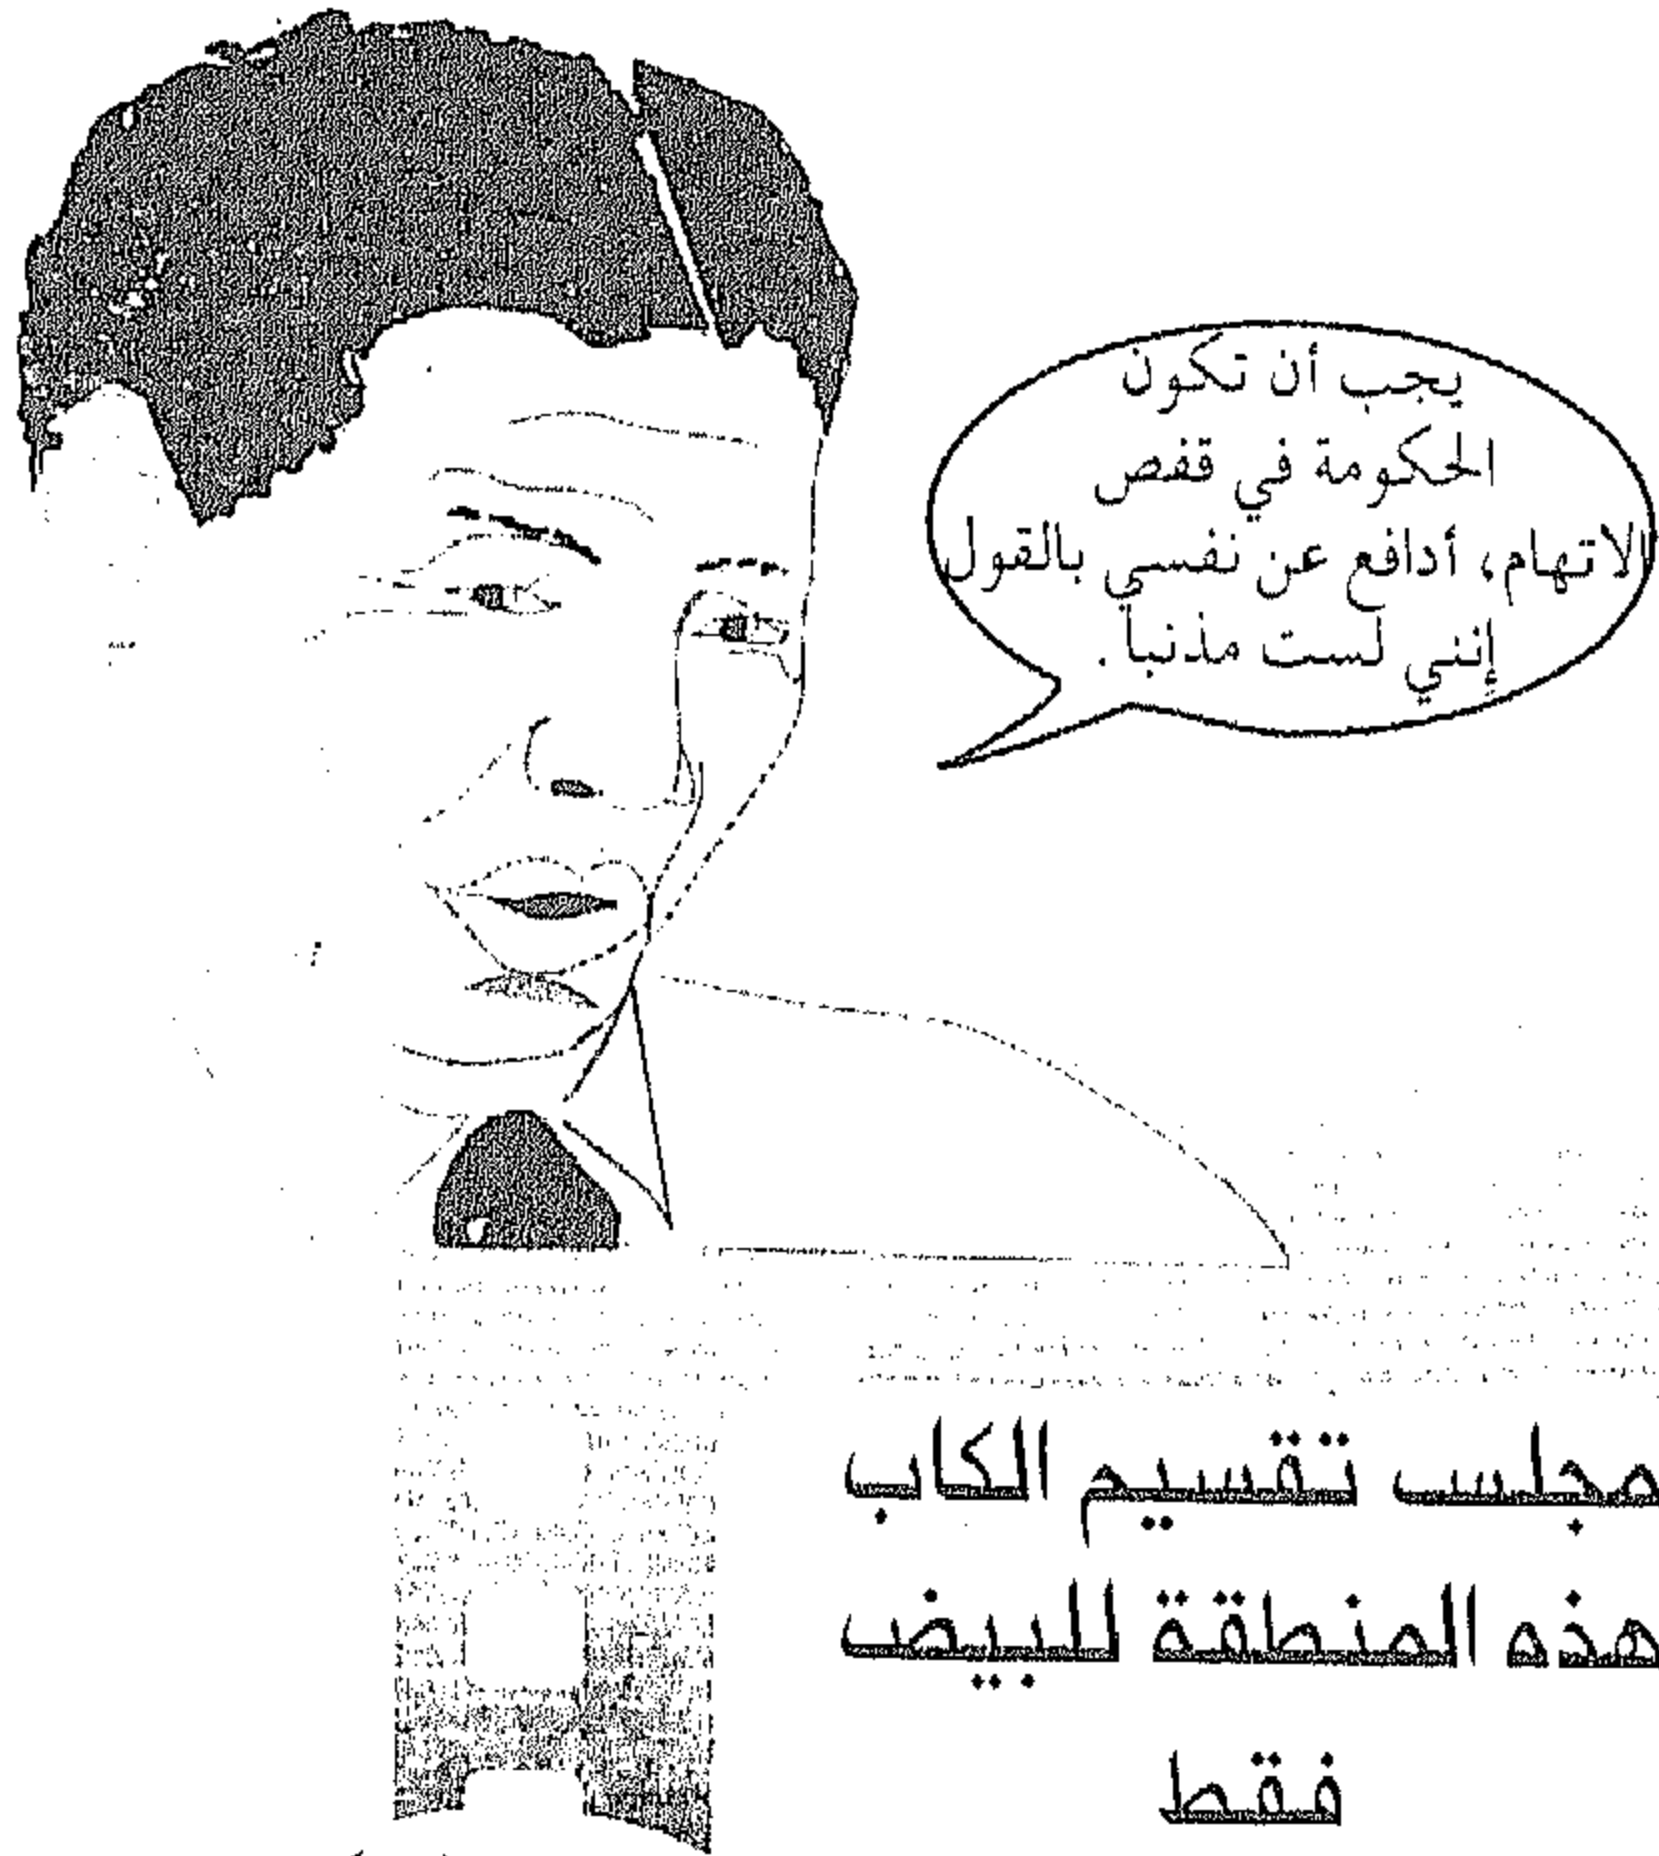 يجب أن تكون
الحكومة في قفص
الاتهام، أدافع عن نفسي بالقول
إنني لست مذنباً.
مجلس تقسيم الكاب
هذه المنطقة للبيض
فقط